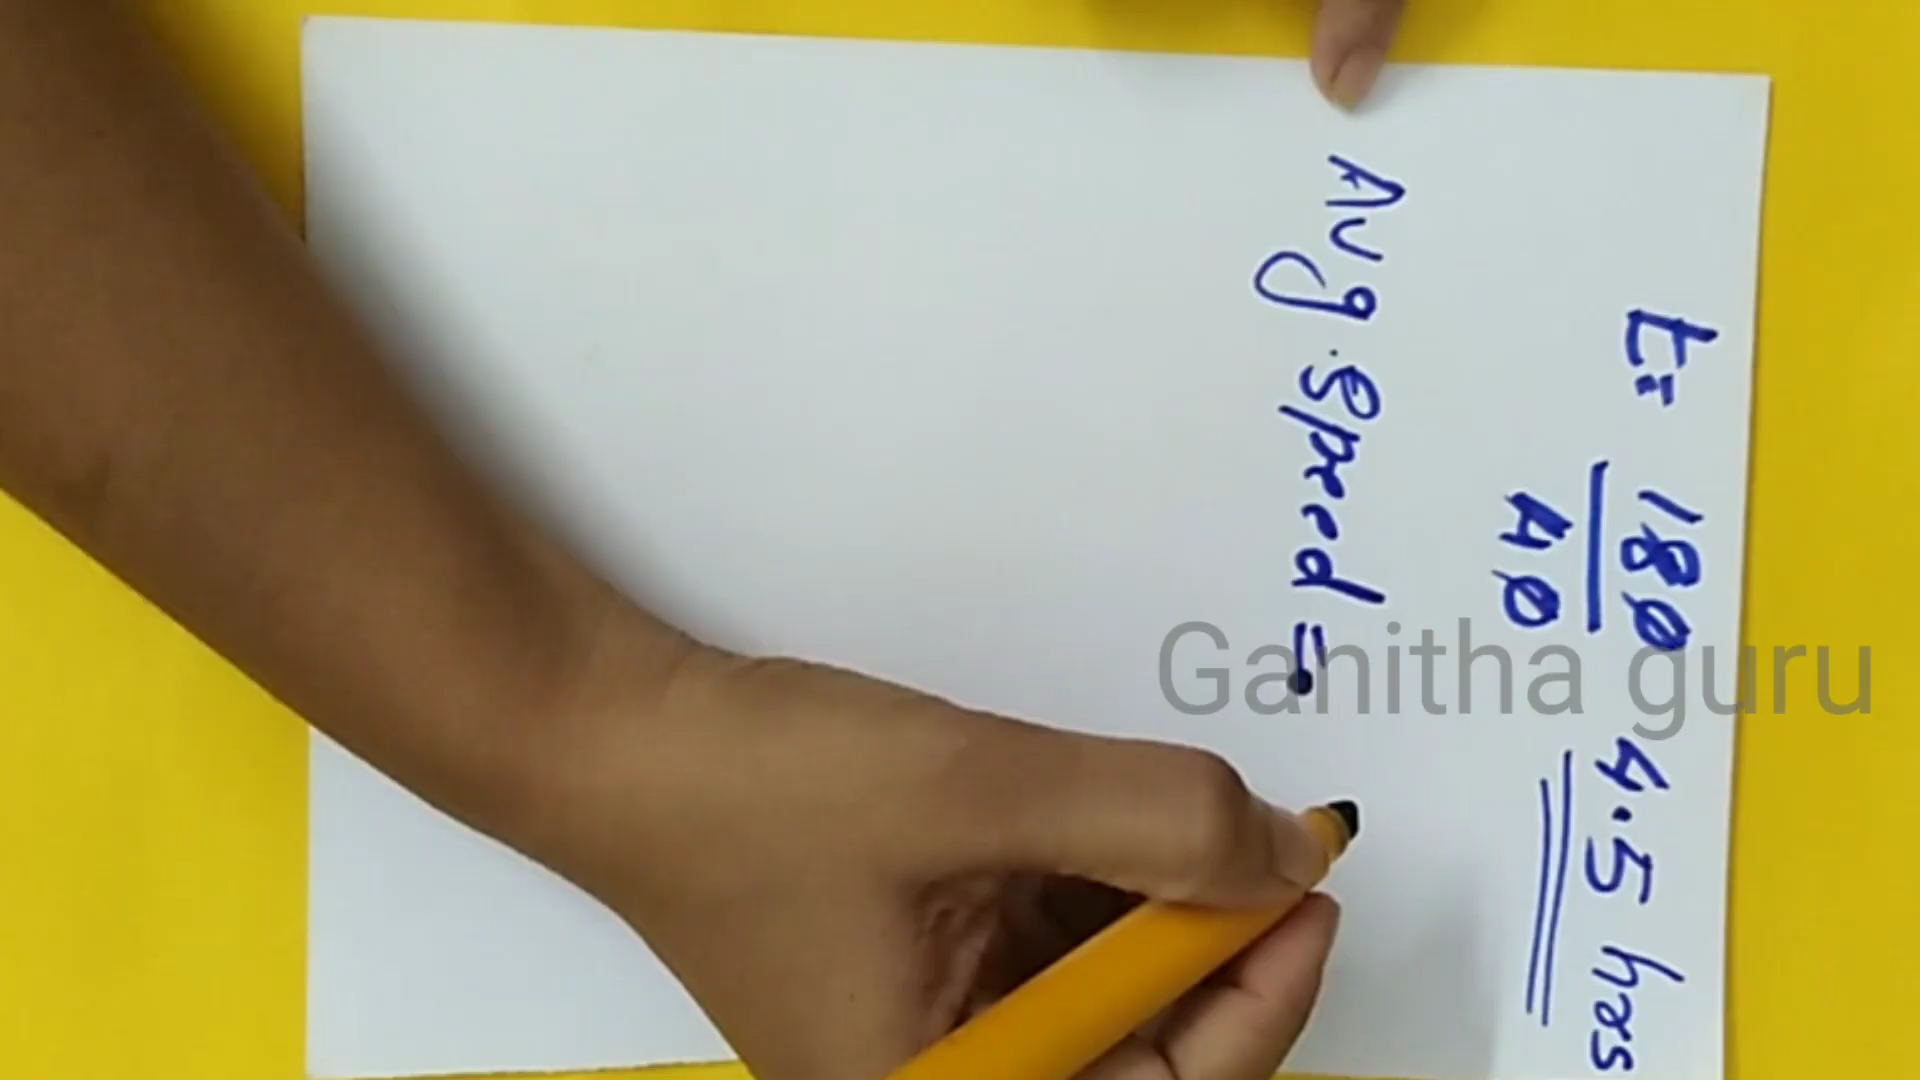 t = 180/40 4.5 hrs
Avg. Speed =
Ganitha guru